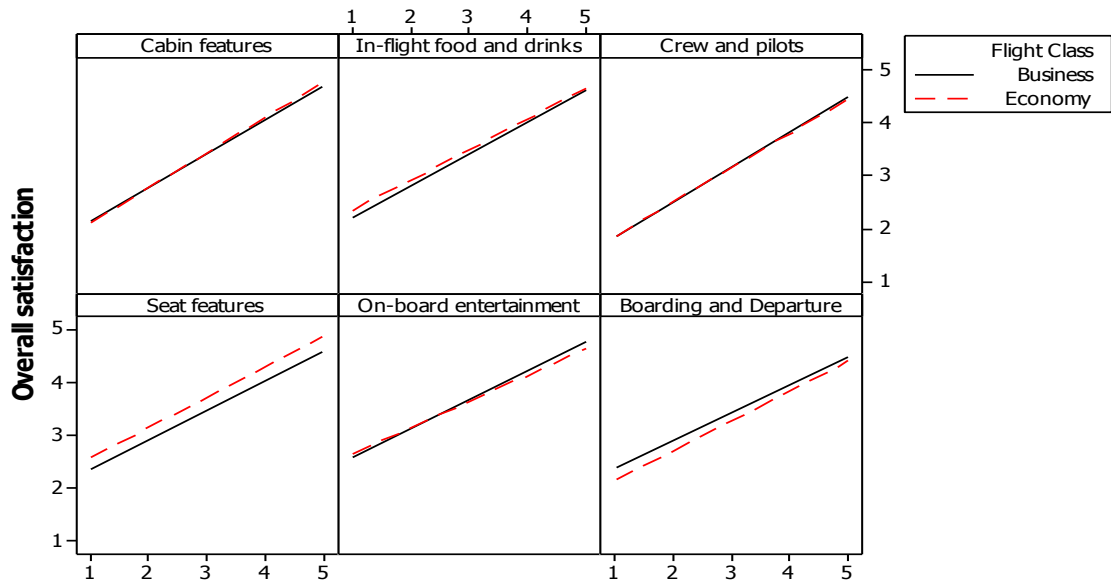 1 2 3 4 5
Cabin features In-flight food and drinks Crew and pilots
Flight Class
Business
Economy
5
4
3
2
1
Overall satisfaction
Seat features On-board entertainment Boarding and Departure
5
4
3
2
1
1 2 3 4 5 1 2 3 4 5